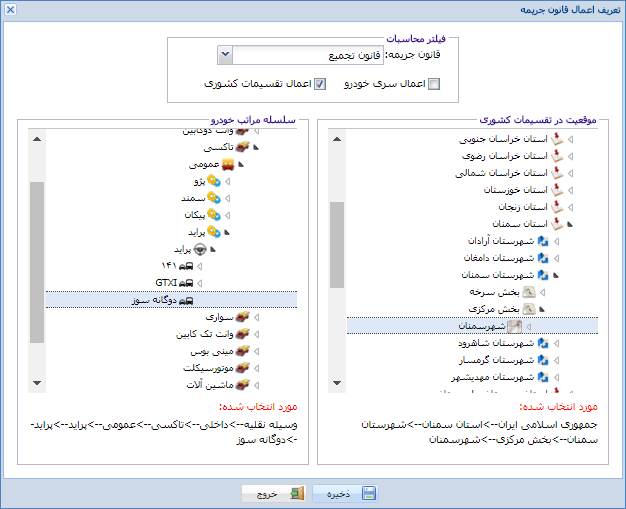 تعریف اعمال قانون جریمه
فیلتر محاسبات
قانون جریمه:
قانون تجمیع
اعمال سری خودرو
اعمال تقسیمات کشوری
موقعیت در تقسیمات کشوری
استان خراسان جنوبی
استان خراسان رضوی
استان خراسان شمالی
استان خوزستان
استان زنجان
استان سمنان
شهرستان آرادان
شهرستان دامغان
شهرستان سمنان
بخش سرخه
بخش مرکزی
شهرسمنان
شهرستان شاهرود
شهرستان گرمسار
شهرستان مهدیشهر
مورد انتخاب شده:
جمهوری اسلامی ایران-->استان سمنان-->شهرستان
سمنان-->بخش مرکزی-->شهرسمنان
سلسله مراتب خودرو
وانت دوکابین
تاکسی
عمومی
پژو
سمند
پیکان
پراید
پراید
۱۴۱
GTXI
دوگانه سوز
سواری
وانت تک کابین
مینی بوس
موتورسیکلت
ماشین آلات
مورد انتخاب شده:
وسیله نقلیه-->داخلی-->تاکسی-->عمومی-->پراید-->پراید-
->دوگانه سوز
ذخیره
خروج